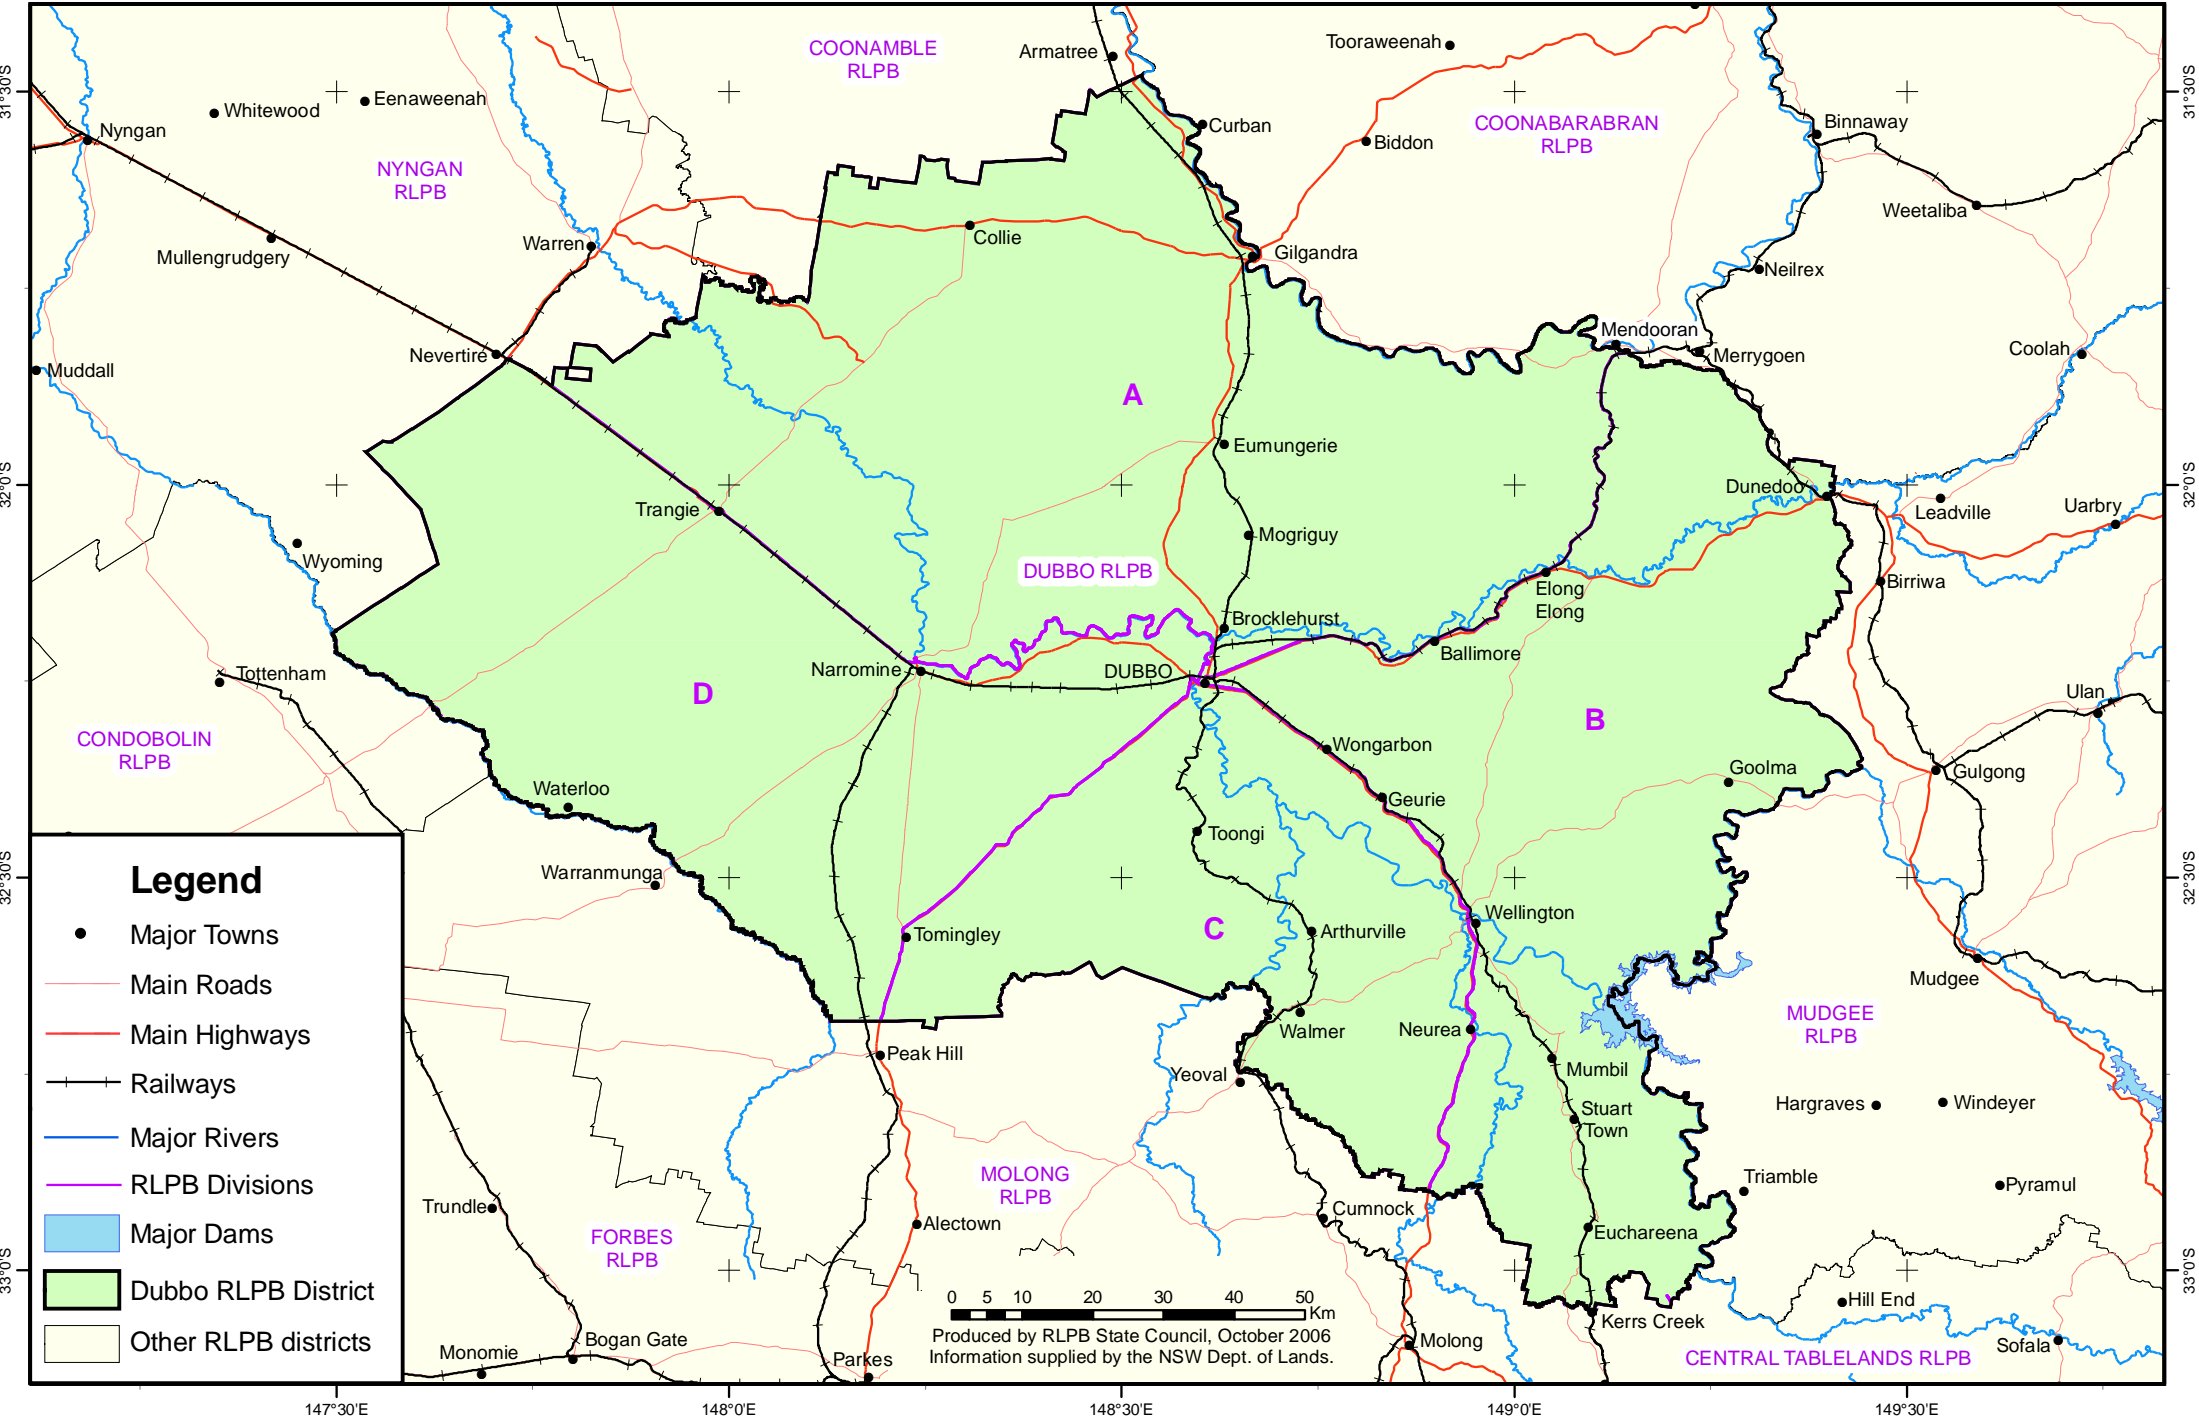 COONAMBLE
RLPB
Armatree
Tooraweenah
31°30'S
31°30'S
Whitewood
Eenaweenah
Nyngan
Curban
Biddon
COONABARABRAN
RLPB
Binnaway
NYNGAN
RLPB
Weetaliba
Warren
Collie
Mullengrudgery
Gilgandra
Neilrex
Nevertire
Mendooran
Merrygoen
Coolah
Muddall
A
Eumungerie
32°0'S
32°0'S
Dunedoo
Trangie
Leadville
Uarbry
Mogriguy
Wyoming
DUBBO RLPB
Elong
Elong
Birriwa
Brocklehurst
Ballimore
Narromine
DUBBO
Tottenham
D
B
Ulan
CONDOBOLIN
RLPB
Wongarbon
Goolma
Gulgong
Waterloo
Geurie
Toongi
32°30'S
32°30'S
Warranmunga
Wellington
C
Arthurville
Tomingley
Mudgee
Walmer
Neurea
MUDGEE
RLPB
Peak Hill
Yeoval
Mumbil
Hargraves
Windeyer
Stuart
Town
MOLONG
RLPB
Triamble
Pyramul
Trundle
Cumnock
Alectown
Euchareena
FORBES
RLPB
33°0'S
33°0'S
Hill End
Kerrs Creek
Bogan Gate
Monomie
Parkes
Molong
Sofala
CENTRAL TABLELANDS RLPB
Legend
Major Towns
Main Roads
Main Highways
Railways
Major Rivers
RLPB Divisions
Major Dams
Dubbo RLPB District
Other RLPB districts
0 5 10 20 30 40 50
Km
Produced by RLPB State Council, October 2006
Information supplied by the NSW Dept. of Lands.
147°30'E
148°0'E
148°30'E
149°0'E
149°30'E